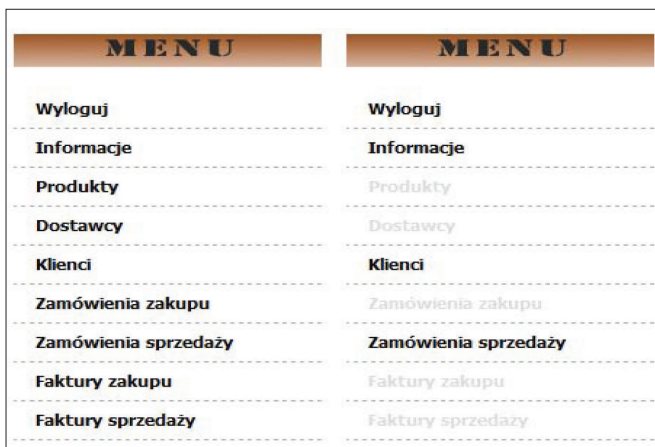 MENU
Wyloguj
Informacje
Produkty
Dostawcy
Klienci
Zamówienia zakupu
Zamówienia sprzedaży
Faktury zakupu
Faktury sprzedaży
MENU
Wyloguj
Informacje
Produkty
Dostawcy
Klienci
Zamówienia zakupu
Zamówienia sprzedaży
Faktury zakupu
Faktury sprzedaży